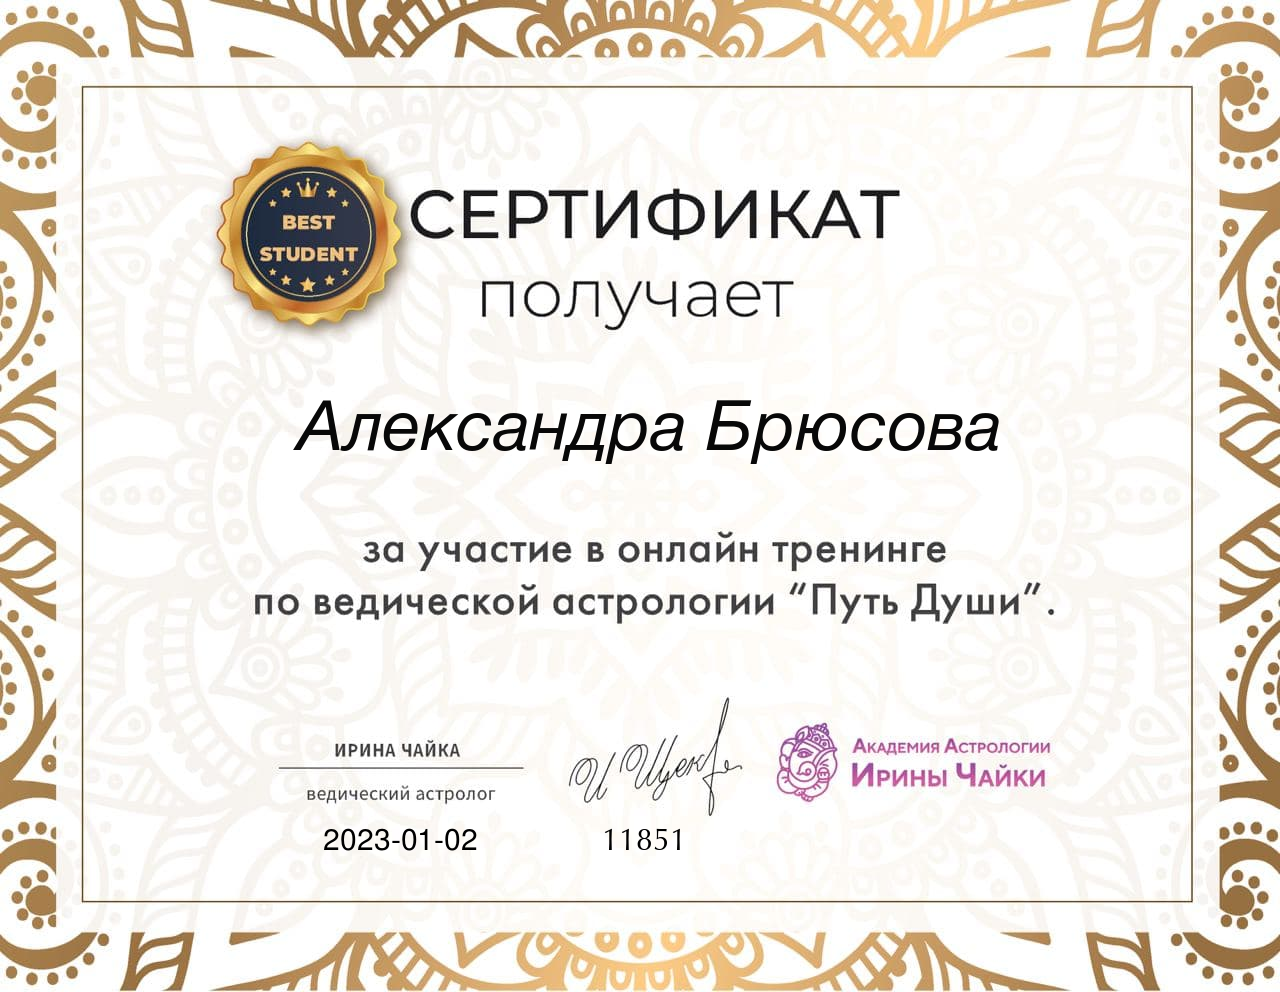 BEST
STUDENT
СЕРТИФИКАТ
получает
Александра Брюсова
за участие в онлайн тренинге
по ведической астрологии “Путь Души”.
ИРИНА ЧАЙКА
ведический астролог
Академия Астрологии
Ирины Чайки
2023-01-02
11851